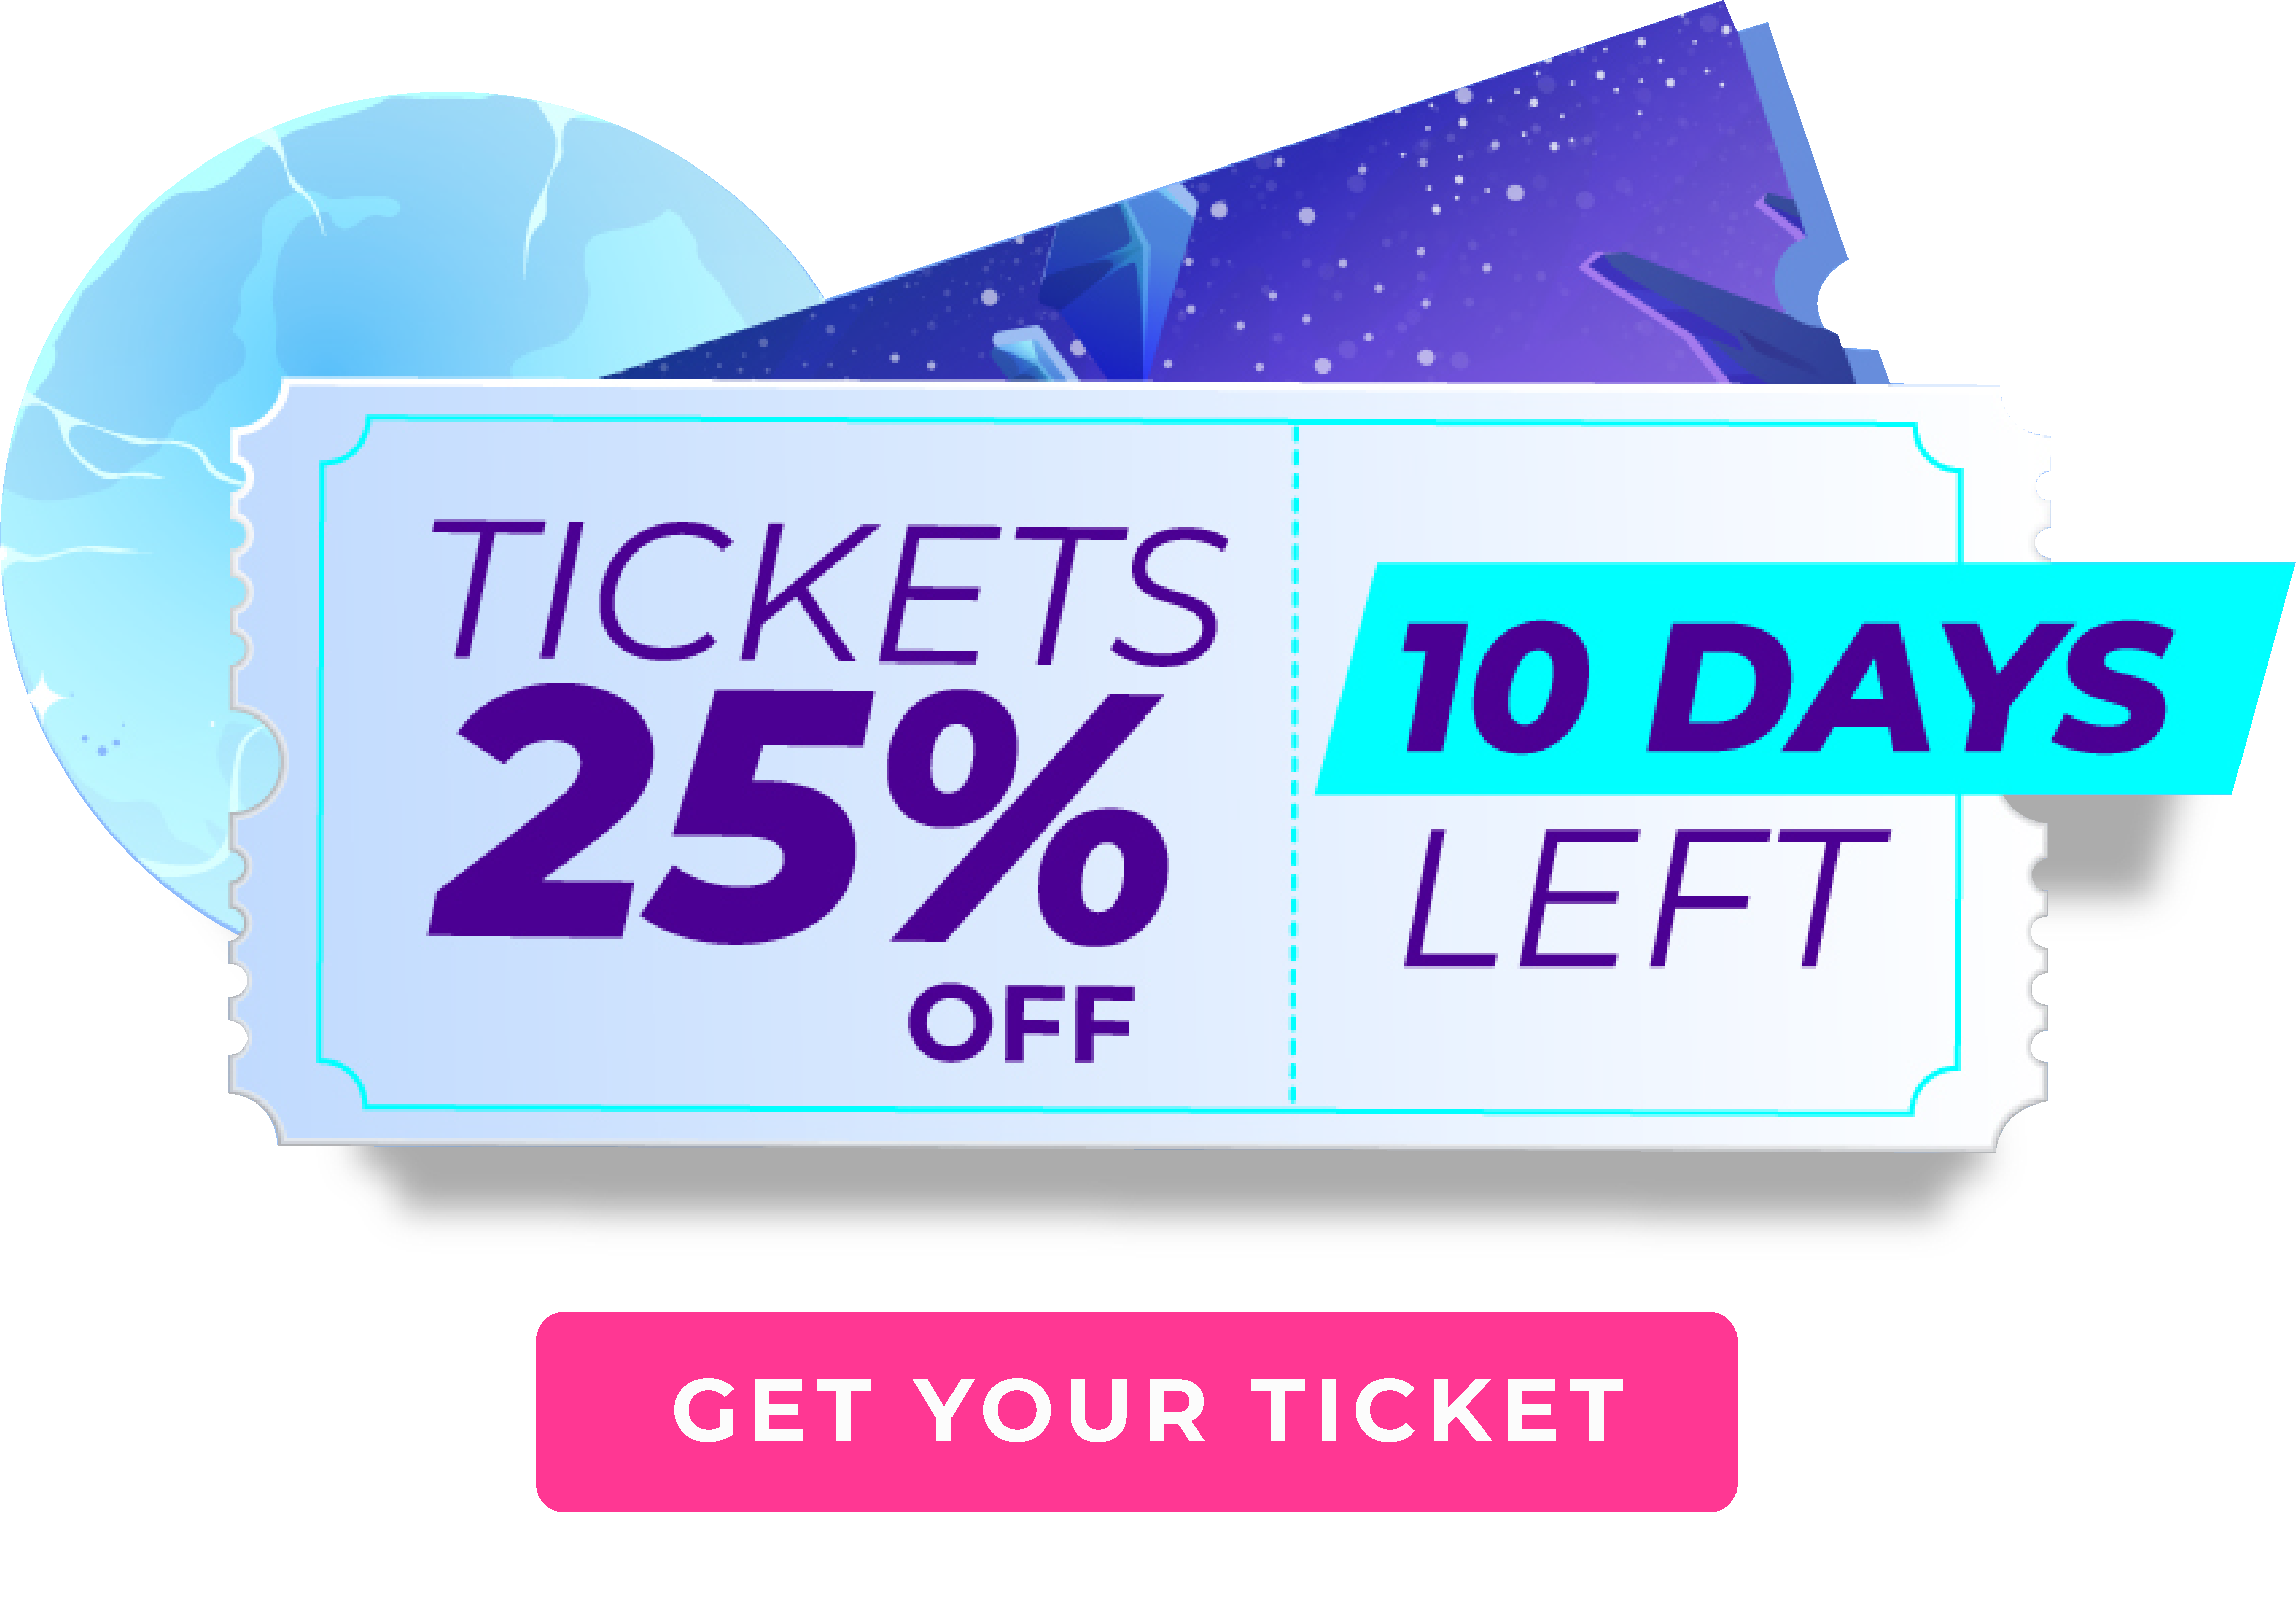 TICKETS
25%
OFF
10 DAYS
LEFT
GET YOUR TICKET